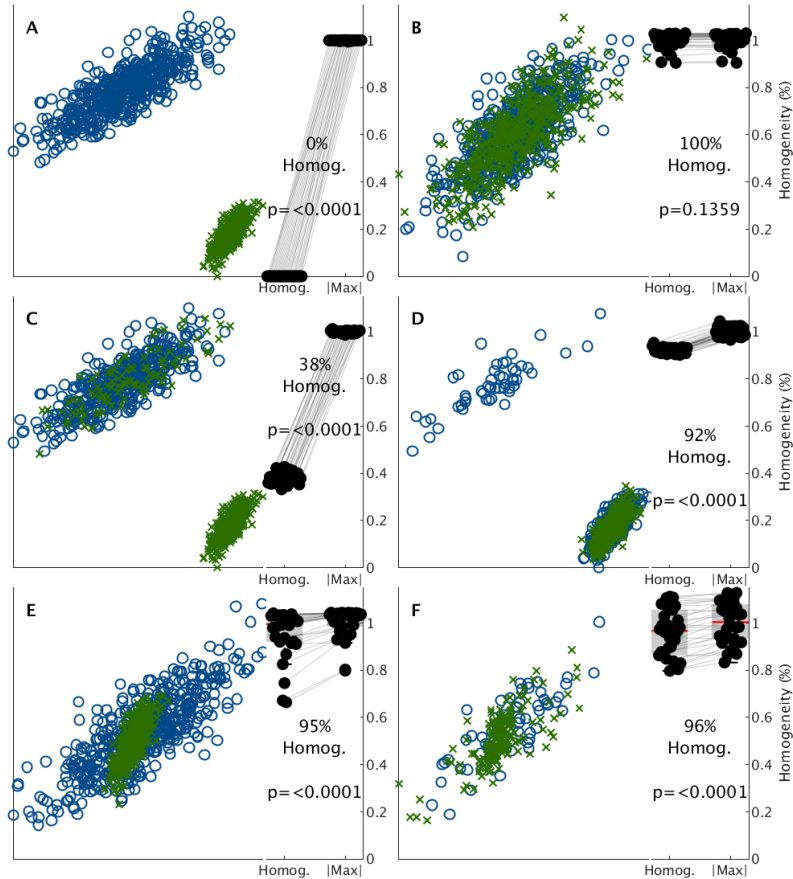 A
1
0.8
0.6
0.4
0.2
0
0%
Homog.
p=<0.0001
Homog. |Max|
B
1
0.8
0.6
0.4
0.2
0
100%
Homog.
p=0.1359
Homog. |Max|
Homogeneity (%)
C
1
0.8
0.6
0.4
0.2
0
38%
Homog.
p=<0.0001
Homog. |Max|
D
1
0.8
0.6
0.4
0.2
0
92%
Homog.
p=<0.0001
Homog. |Max|
Homogeneity (%)
E
1
0.8
0.6
0.4
0.2
0
95%
Homog.
p=<0.0001
Homog. |Max|
F
1
0.8
0.6
0.4
0.2
0
96%
Homog.
p=<0.0001
Homog. |Max|
Homogeneity (%)